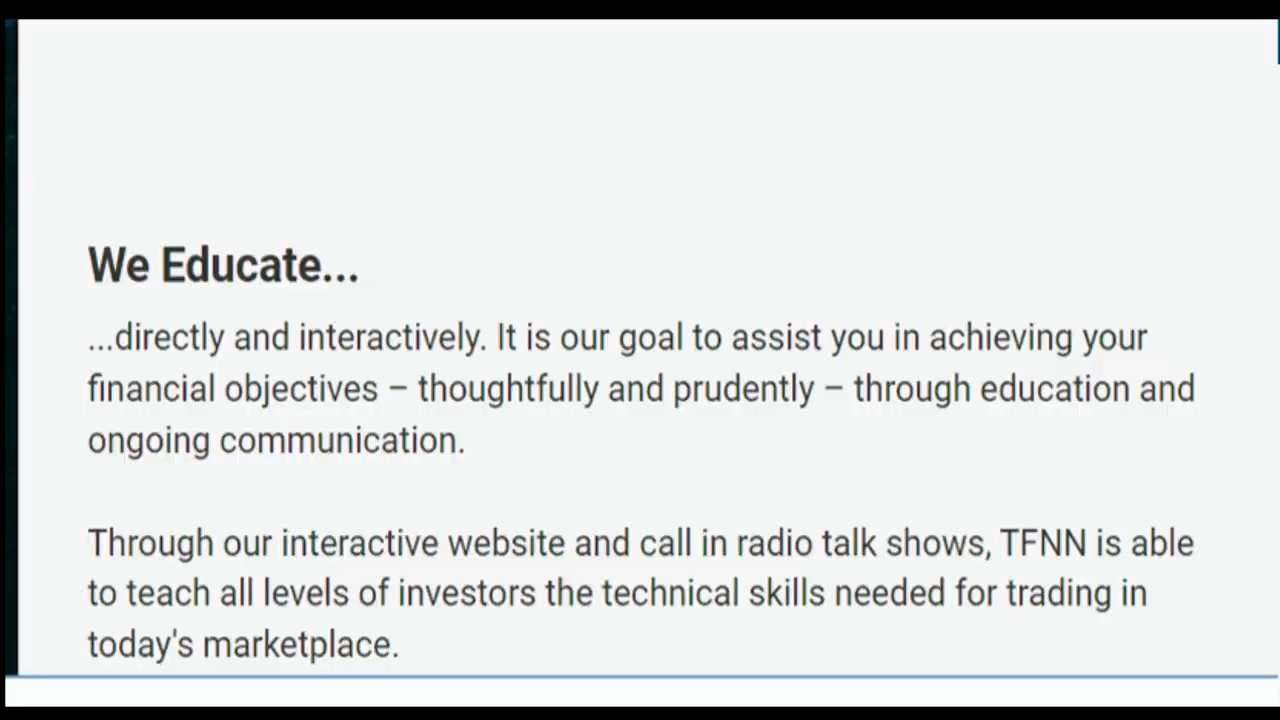 We Educate...
...directly and interactively. It is our goal to assist you in achieving your
financial objectives – thoughtfully and prudently – through education and
ongoing communication.
Through our interactive website and call in radio talk shows, TFNN is able
to teach all levels of investors the technical skills needed for trading in
today's marketplace.